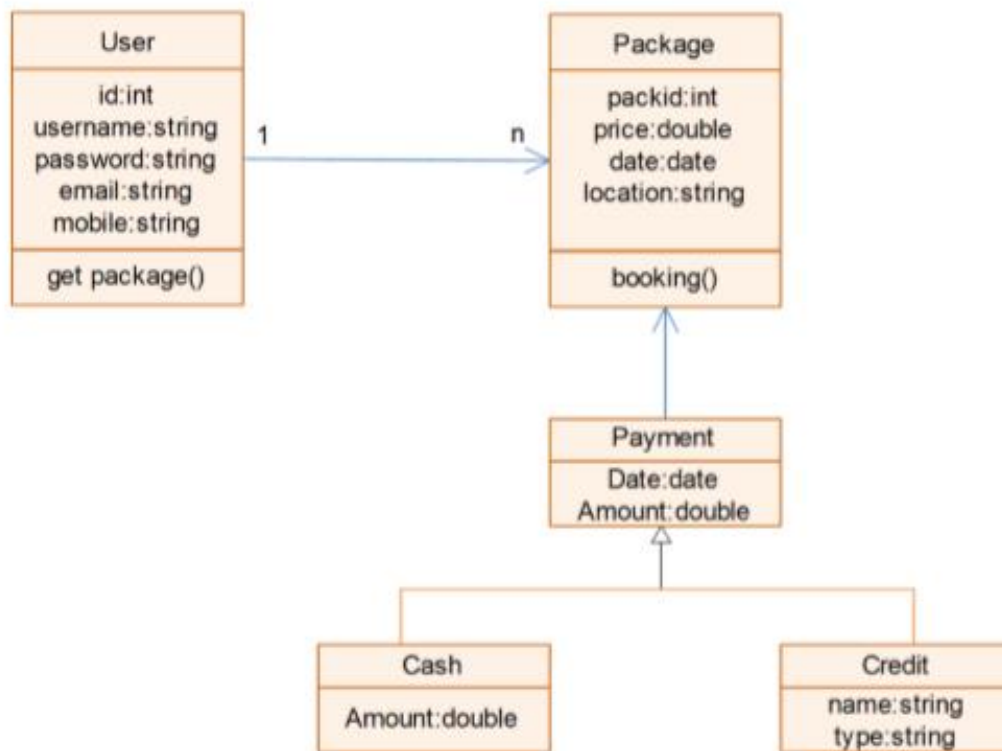 User
id:int
username:string
password:string
email:string
mobile:string
get package()
1
n
Package
packid:int
price:double
date:date
location:string
booking()
Payment
Date:date
Amount:double
Cash
Amount:double
Credit
name:string
type:string